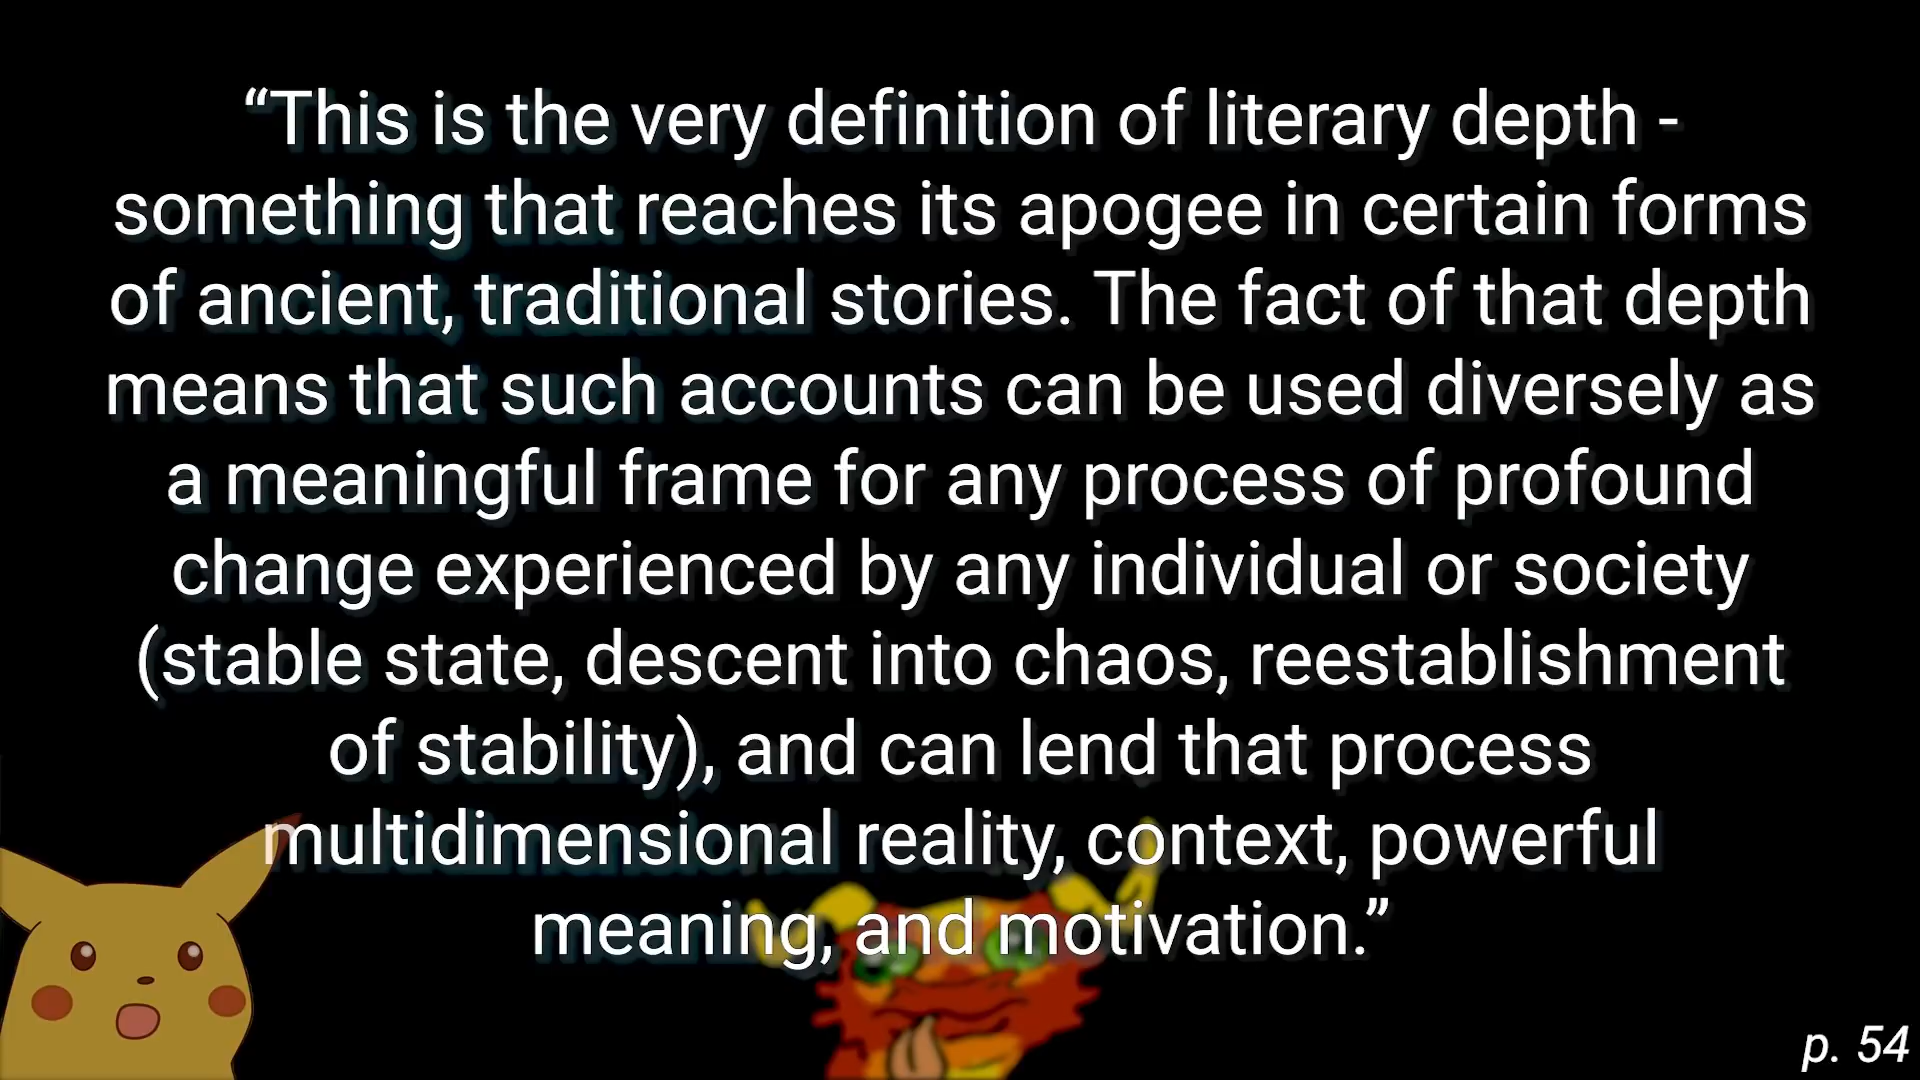 “This is the very definition of literary depth -
something that reaches its apogee in certain forms
of ancient, traditional stories. The fact of that depth
means that such accounts can be used diversely as
a meaningful frame for any process of profound
change experienced by any individual or society
(stable state, descent into chaos, reestablishment
of stability), and can lend that process
multidimensional reality, context, powerful
meaning, and motivation.”
p. 54